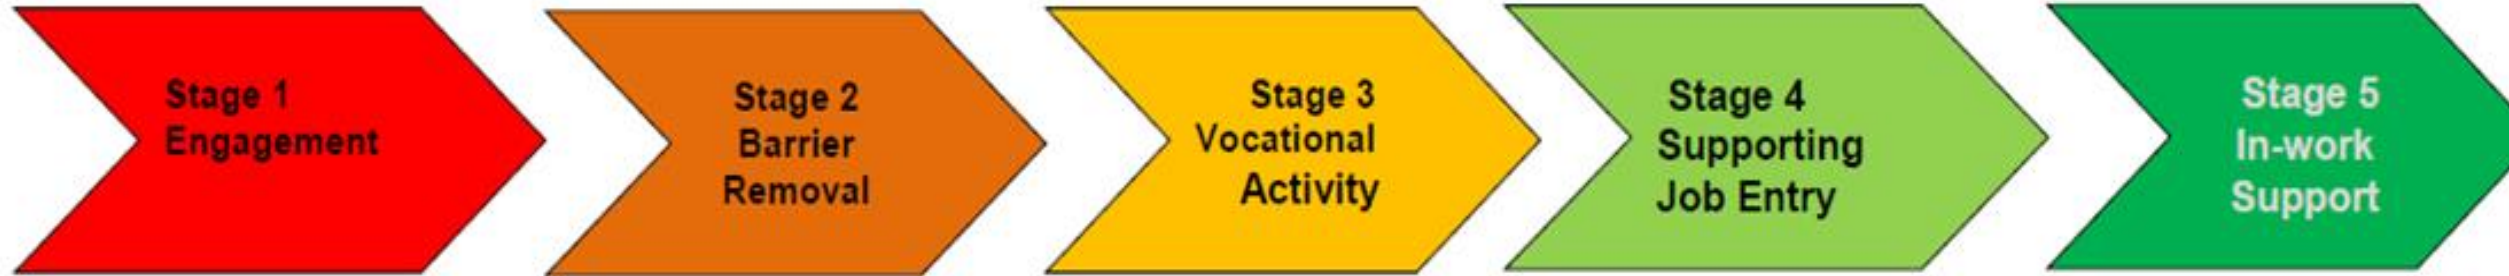 Stage 1
Engagement
Stage 2
Barrier
Removal
Stage 3
Vocational
Activity
Stage 4
Supporting
Job Entry
Stage 5
In-work
Support